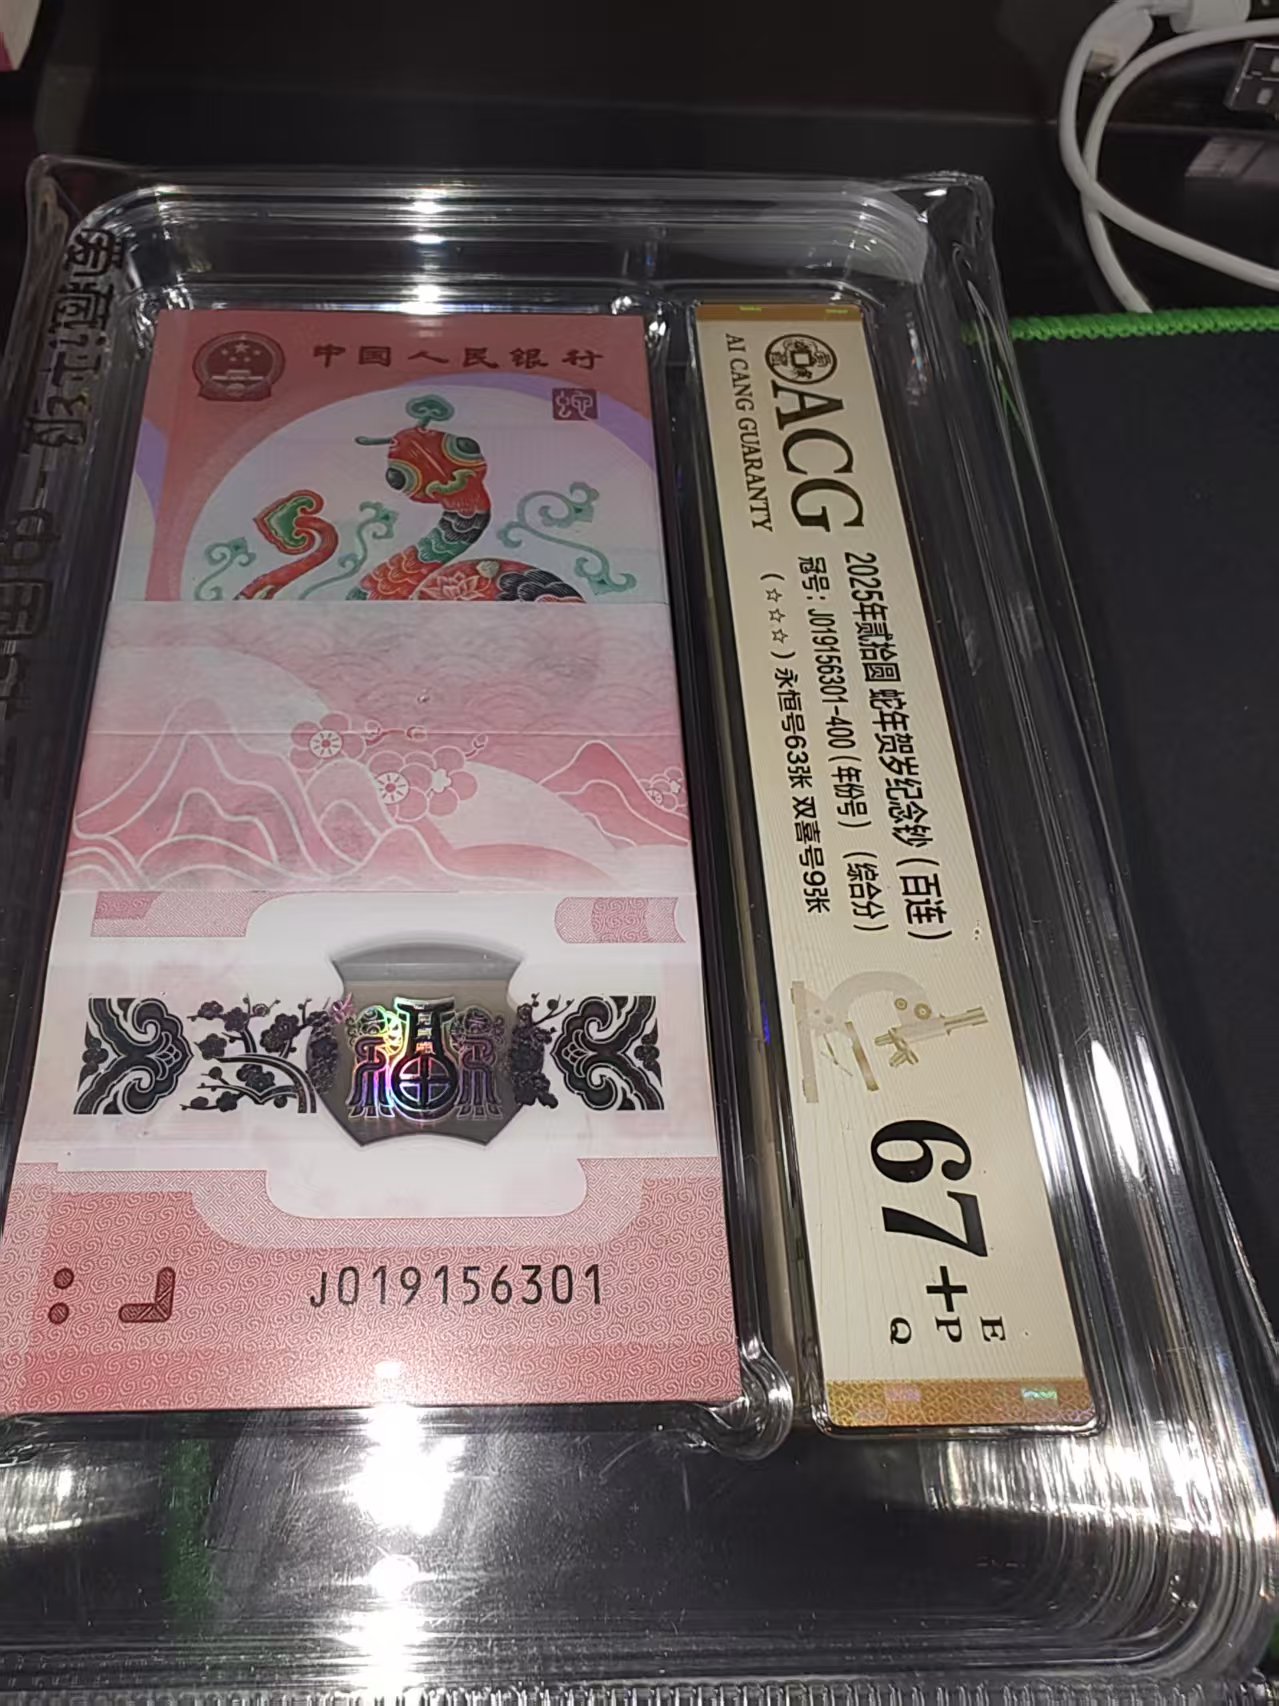 中国人民银行
蛇
J019156301
ACG
AI CANG GUARANTY
2025年贰拾圆 蛇年贺岁纪念钞（百连）
冠号：J019156301-400（年份号）（综合分）
（☆☆☆）永恒号63张 双喜号9张
67+
E
P
Q